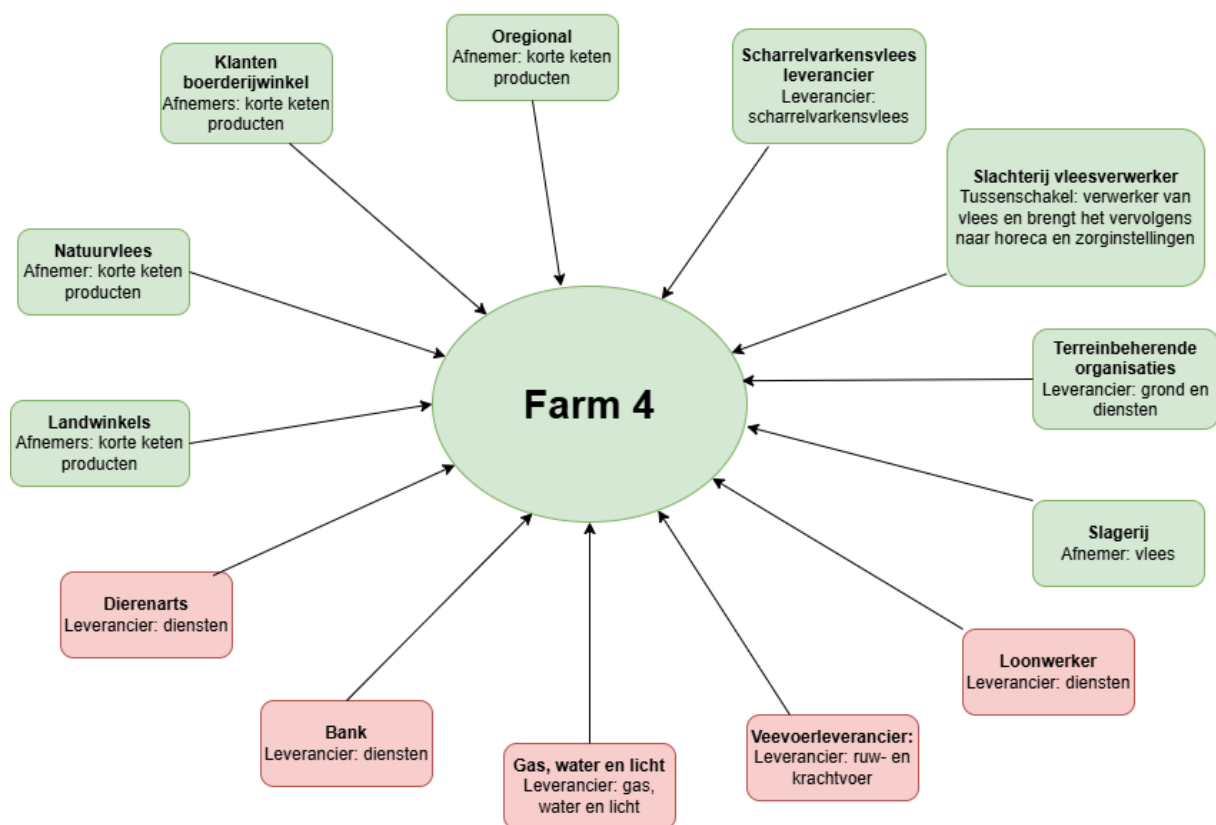 Oregional
Afnemer: korte keten
producten
Klanten
boerderijwinkel
Afnemers: korte keten
producten
Scharrelvarkensvlees
leverancier
Leverancier:
scharrelvarkensvlees
Slachterij vleesverwerker
Tussenschakel: verwerker van
vlees en brengt het vervolgens
naar horeca en zorginstellingen
Natuurvlees
Afnemer: korte keten
producten
Terreinbeherende
organisaties
Leverancier: grond en
diensten
Farm 4
Landwinkels
Afnemers: korte keten
producten
Slagerij
Afnemer: vlees
Dierenarts
Leverancier: diensten
Loonwerker
Leverancier: diensten
Bank
Leverancier: diensten
Gas, water en licht
Leverancier: gas,
water en licht
Veevoerleverancier:
Leverancier: ruw- en
krachtvoer